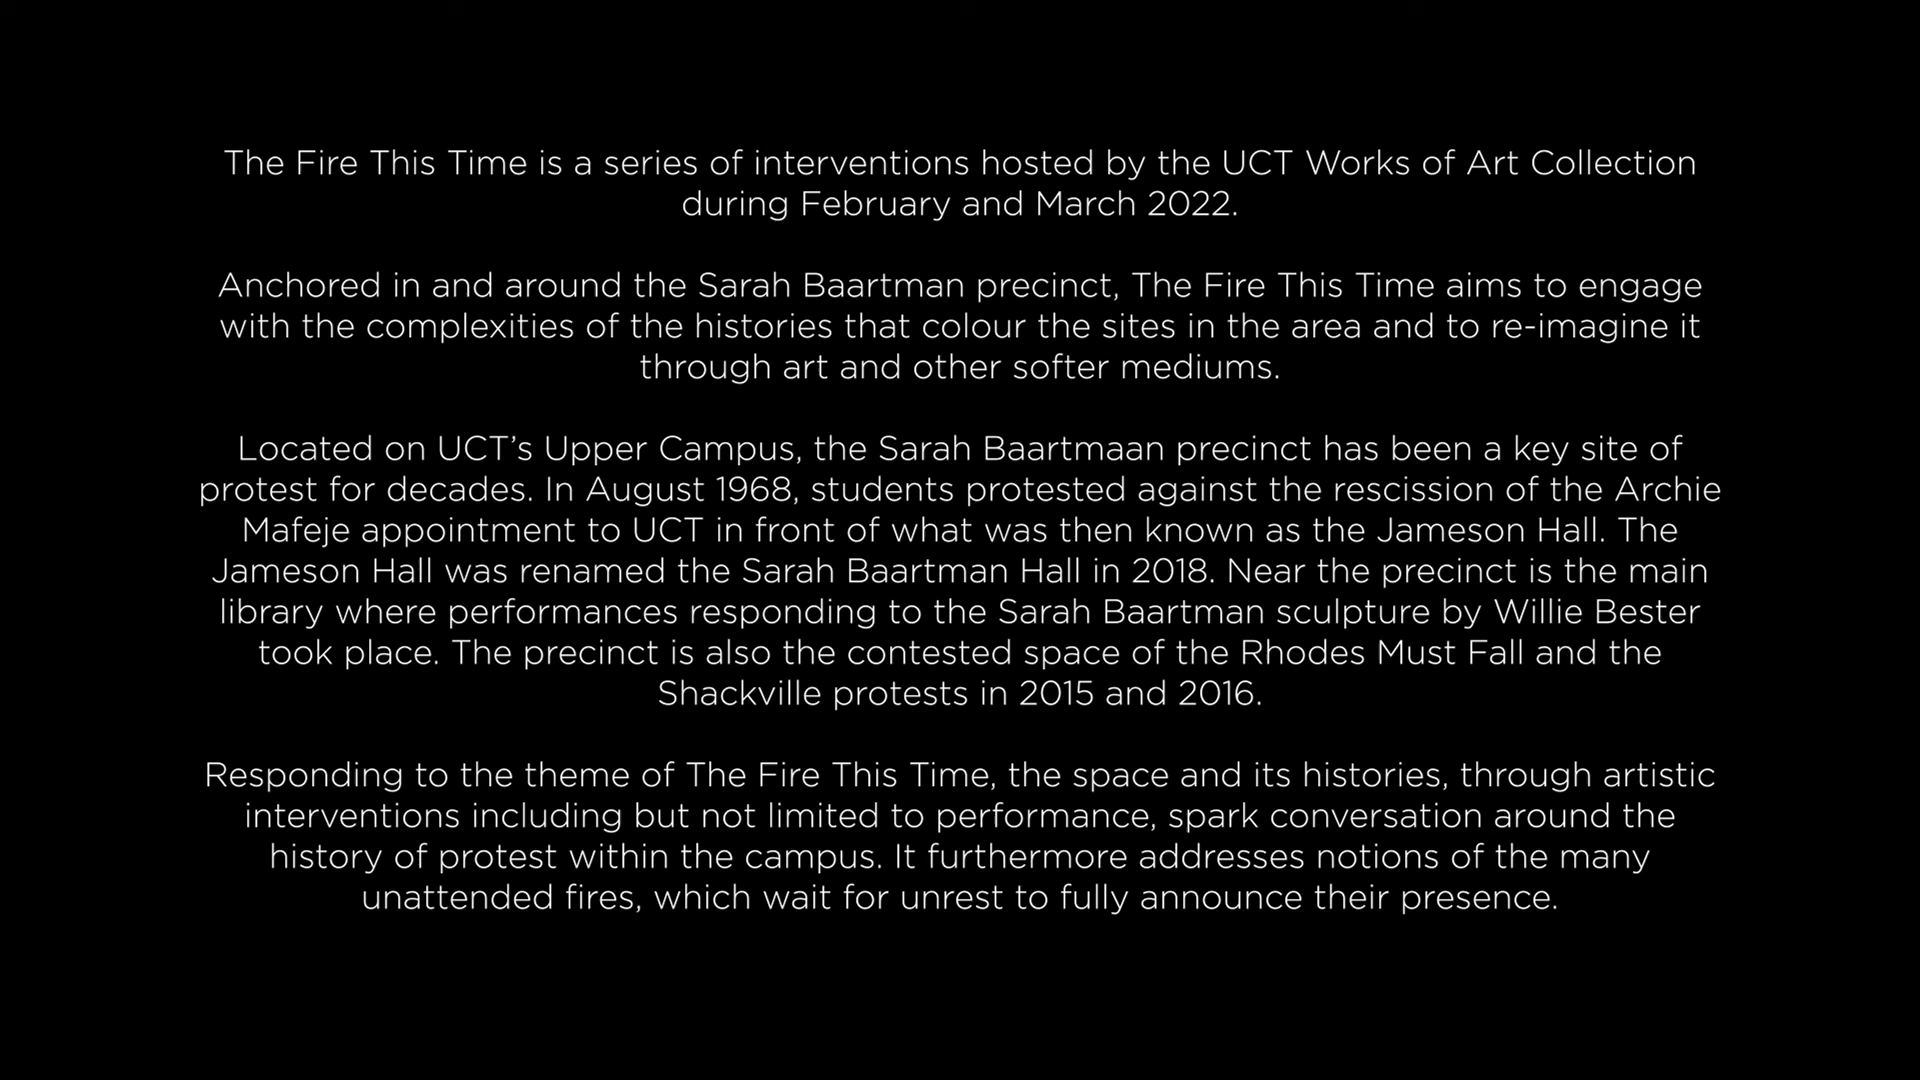 The Fire This Time is a series of interventions hosted by the UCT Works of Art Collection
during February and March 2022.
Anchored in and around the Sarah Baartman precinct, The Fire This Time aims to engage
with the complexities of the histories that colour the sites in the area and to re-imagine it
through art and other softer mediums.
Located on UCT’s Upper Campus, the Sarah Baartmaan precinct has been a key site of
protest for decades. In August 1968, students protested against the rescission of the Archie
Mafeje appointment to UCT in front of what was then known as the Jameson Hall. The
Jameson Hall was renamed the Sarah Baartman Hall in 2018. Near the precinct is the main
library where performances responding to the Sarah Baartman sculpture by Willie Bester
took place. The precinct is also the contested space of the Rhodes Must Fall and the
Shackville protests in 2015 and 2016.
Responding to the theme of The Fire This Time, the space and its histories, through artistic
interventions including but not limited to performance, spark conversation around the
history of protest within the campus. It furthermore addresses notions of the many
unattended fires, which wait for unrest to fully announce their presence.